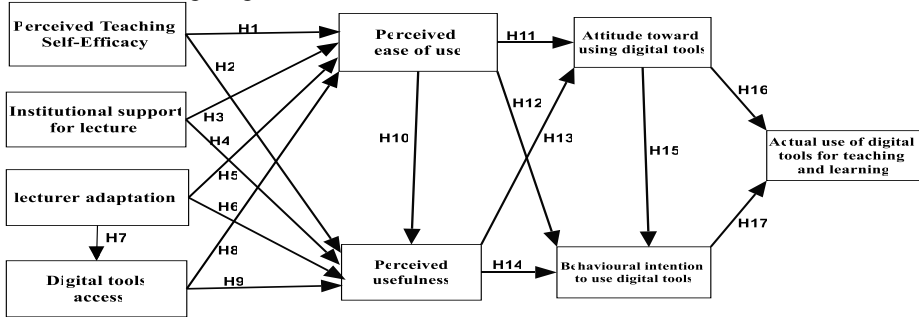 Perceived Teaching
Self-Efficacy
H1
Perceived
ease of use
H11
Attitude toward
using digital tools
H2
H16
Institutional support
for lecture
H3
H4
H12
H13
H10
H15
Actual use of digital
tools for teaching
and learning
lecturer adaptation
H5
H6
H7
H8
H17
Digital tools
access
H9
Perceived
usefulness
H14
Behavioural intention
to use digital tools